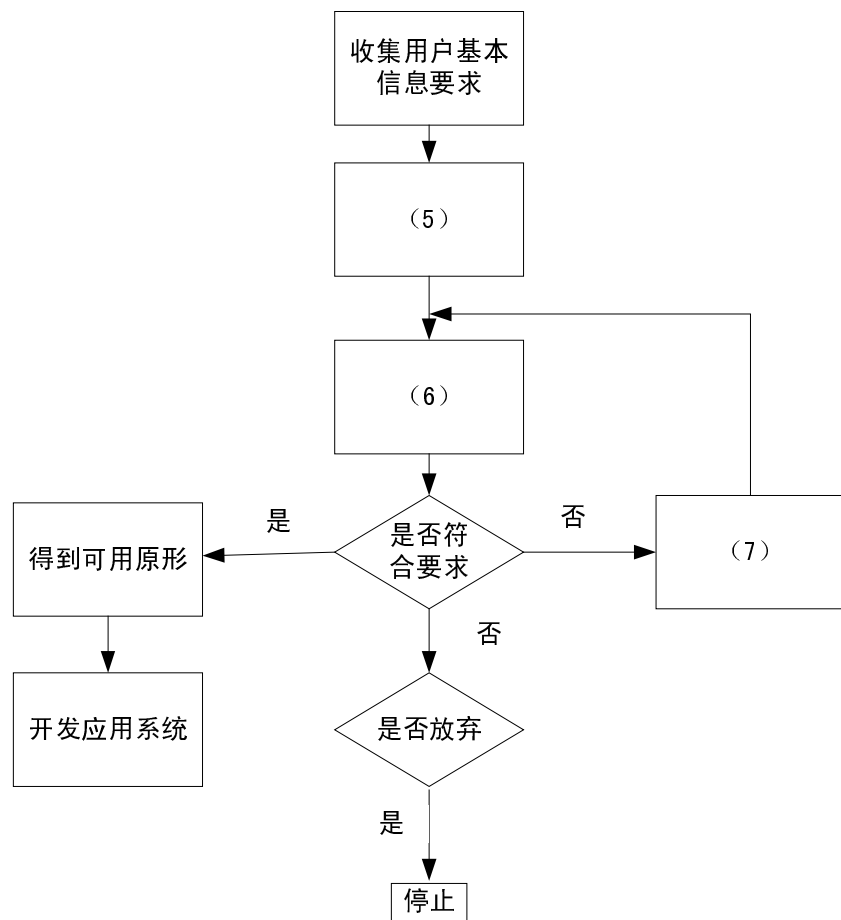 收集用户基本
信息要求
（5）
（6）
是
是否符
合要求
否
得到可用原形
（7）
否
开发应用系统
是否放弃
是
停止